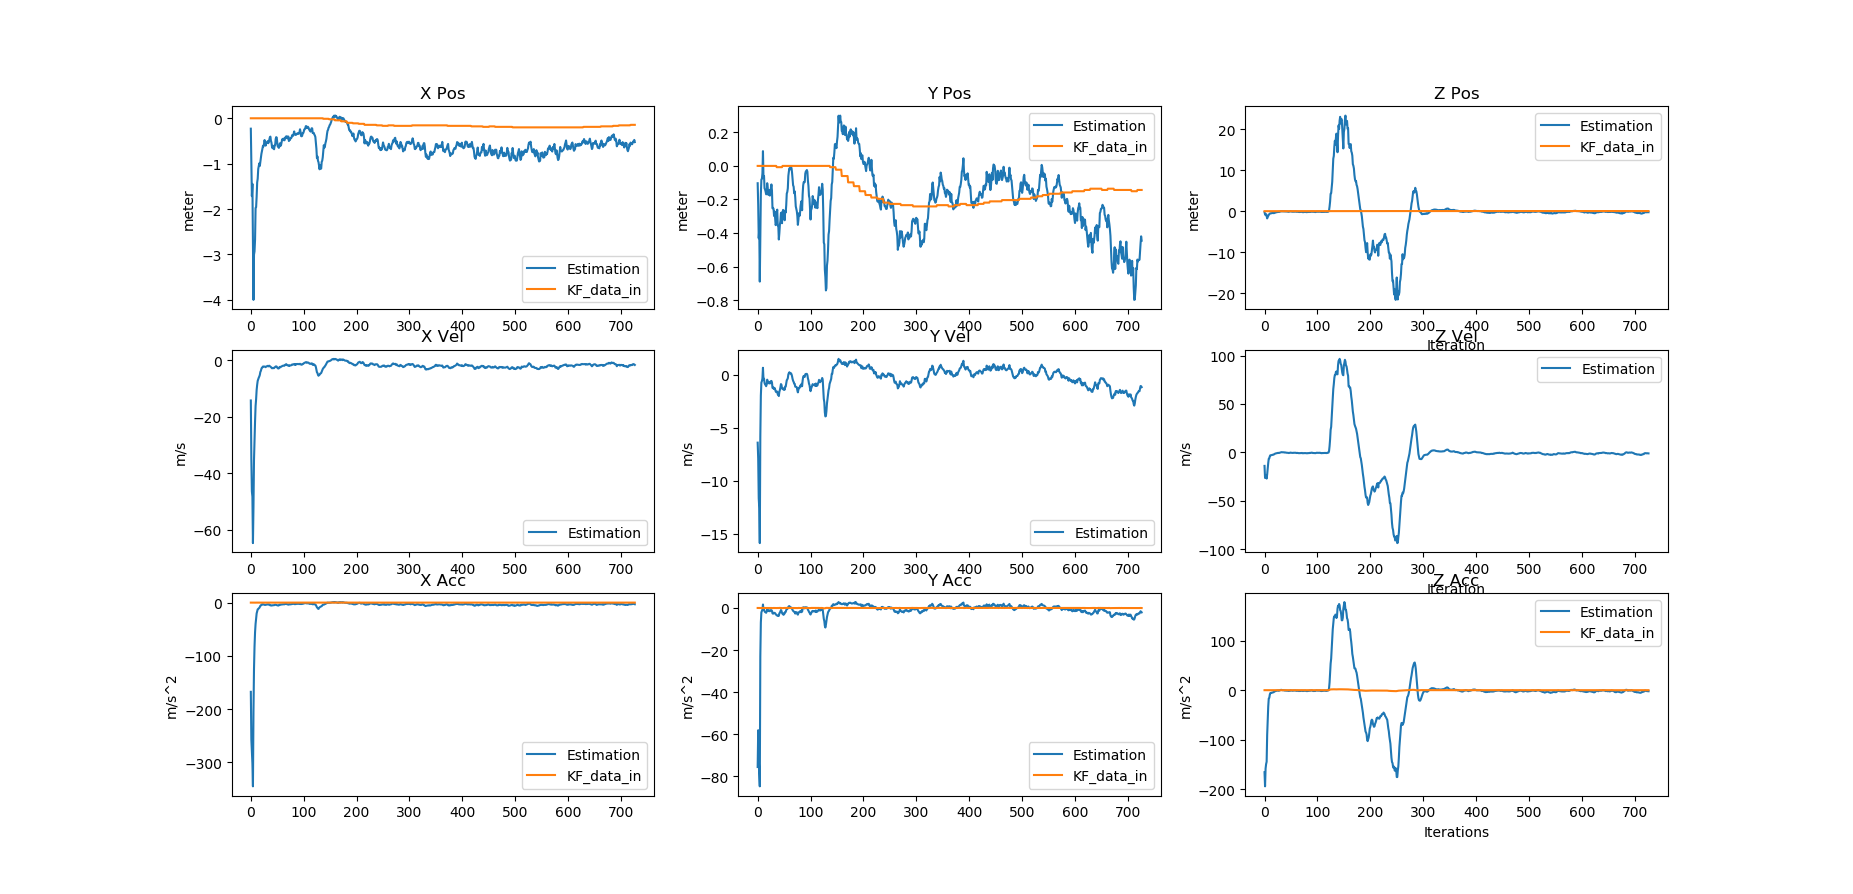 X Pos
meter
0
−1
−2
−3
−4
Estimation
KF_data_in
0 100 200 300 400 500 600 700
Y Pos
meter
0.2
0.0
−0.2
−0.4
−0.6
−0.8
Estimation
KF_data_in
0 100 200 300 400 500 600 700
Z Pos
meter
20
10
0
−10
−20
Estimation
KF_data_in
0 100 200 300 400 500 600 700
Iteration
X Vel
m/s
0
−20
−40
−60
Estimation
0 100 200 300 400 500 600 700
Y Vel
m/s
0
−5
−10
−15
Estimation
0 100 200 300 400 500 600 700
Z Vel
m/s
100
50
0
−50
−100
Estimation
0 100 200 300 400 500 600 700
Iteration
X Acc
m/s^2
0
−100
−200
−300
Estimation
KF_data_in
0 100 200 300 400 500 600 700
Y Acc
m/s^2
0
−20
−40
−60
−80
Estimation
KF_data_in
0 100 200 300 400 500 600 700
Z Acc
m/s^2
100
0
−100
−200
Estimation
KF_data_in
0 100 200 300 400 500 600 700
Iterations